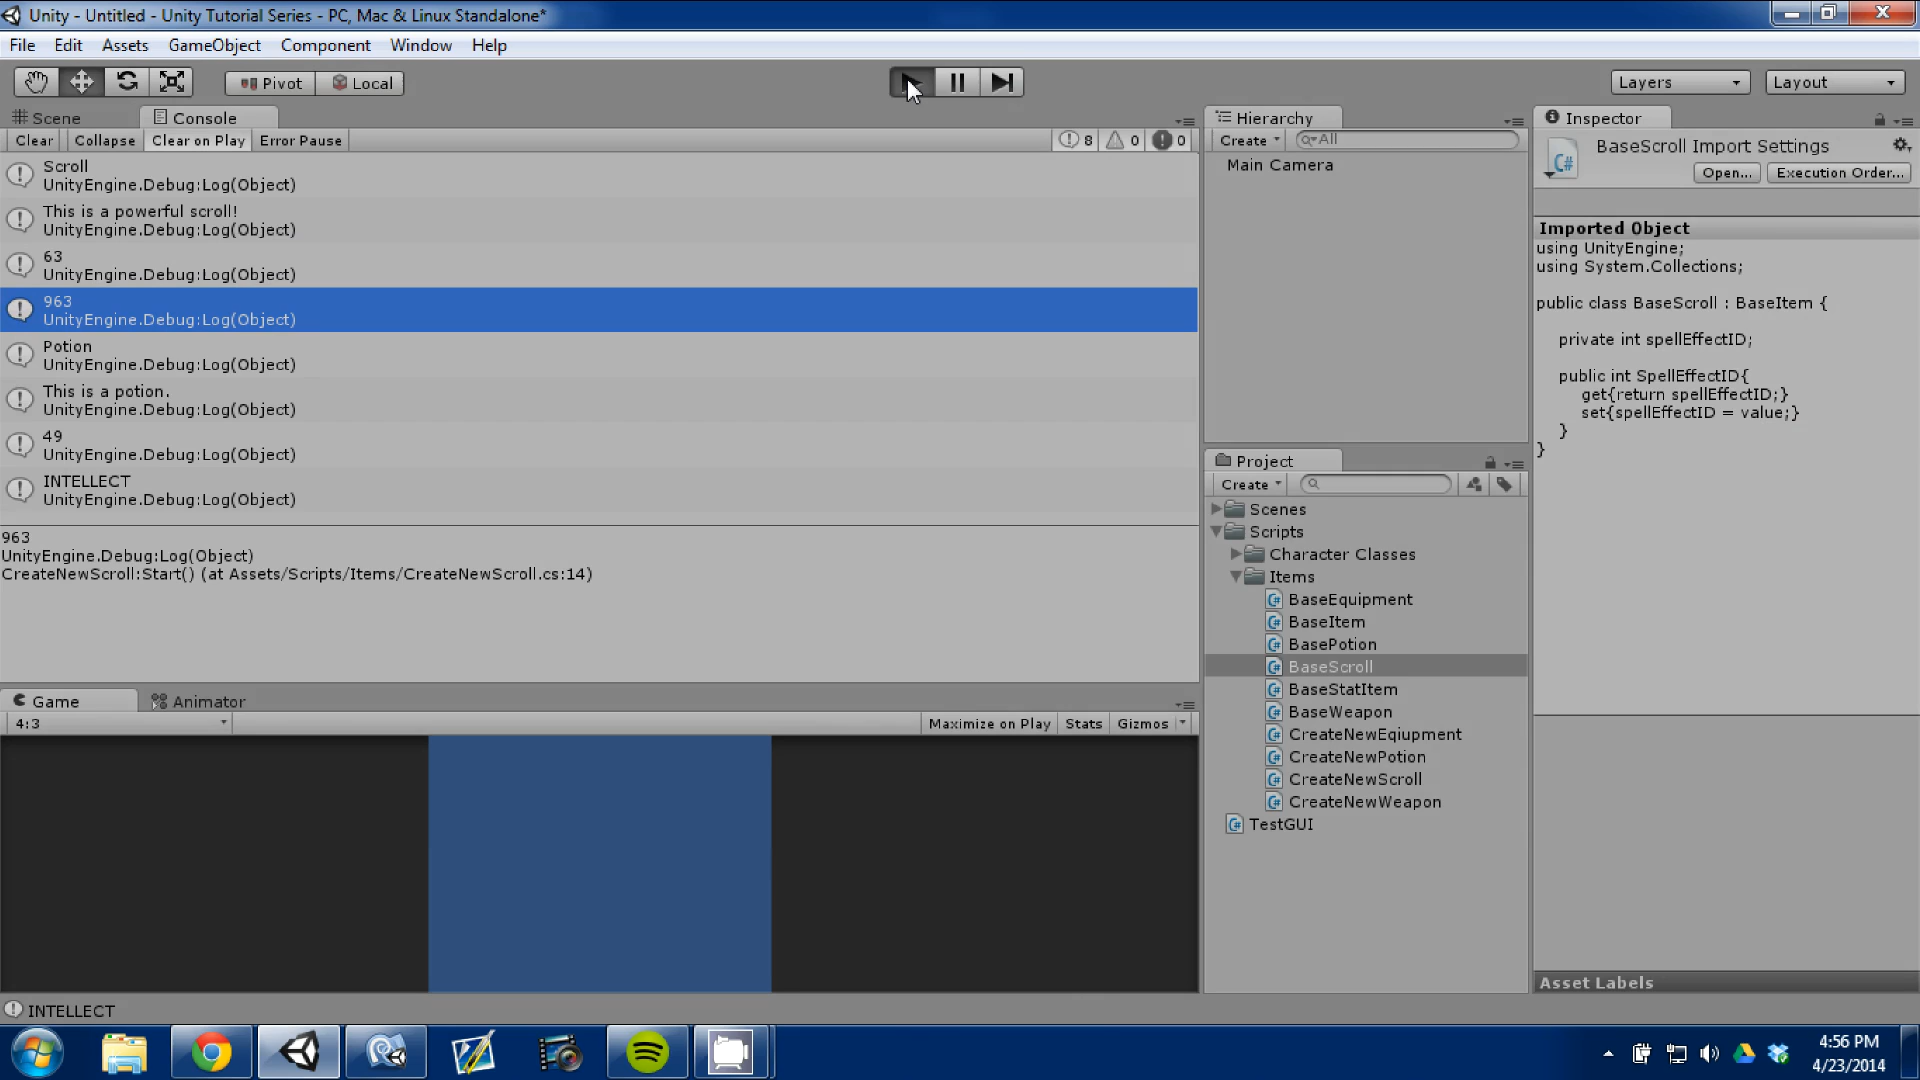 Unity - Untitled - Unity Tutorial Series - PC, Mac & Linux Standalone*
File Edit Assets GameObject Component Window Help
Pivot Local Layers Layout
Scene Console
Clear Collapse Clear on Play Error Pause 8 0 0
Scroll
UnityEngine.Debug:Log(Object)
This is a powerful scroll!
UnityEngine.Debug:Log(Object)
63
UnityEngine.Debug:Log(Object)
963
UnityEngine.Debug:Log(Object)
Potion
UnityEngine.Debug:Log(Object)
This is a potion.
UnityEngine.Debug:Log(Object)
49
UnityEngine.Debug:Log(Object)
INTELLECT
UnityEngine.Debug:Log(Object)
963
UnityEngine.Debug:Log(Object)
CreateNewScroll:Start() (at Assets/Scripts/Items/CreateNewScroll.cs:14)
Game Animator
4:3 Maximize on Play Stats Gizmos
INTELLECT
Hierarchy
Create All
Main Camera
Project
Create
Scenes
Scripts
Character Classes
Items
BaseEquipment
BaseItem
BasePotion
BaseScroll
BaseStatItem
BaseWeapon
CreateNewEqiupment
CreateNewPotion
CreateNewScroll
CreateNewWeapon
TestGUI
Inspector
C#
BaseScroll Import Settings
Open... Execution Order...
Imported Object
using UnityEngine;
using System.Collections;
public class BaseScroll : BaseItem {
private int spellEffectID;
public int SpellEffectID{
get{return spellEffectID;}
set{spellEffectID = value;}
}
}
Asset Labels
4:56 PM
4/23/2014